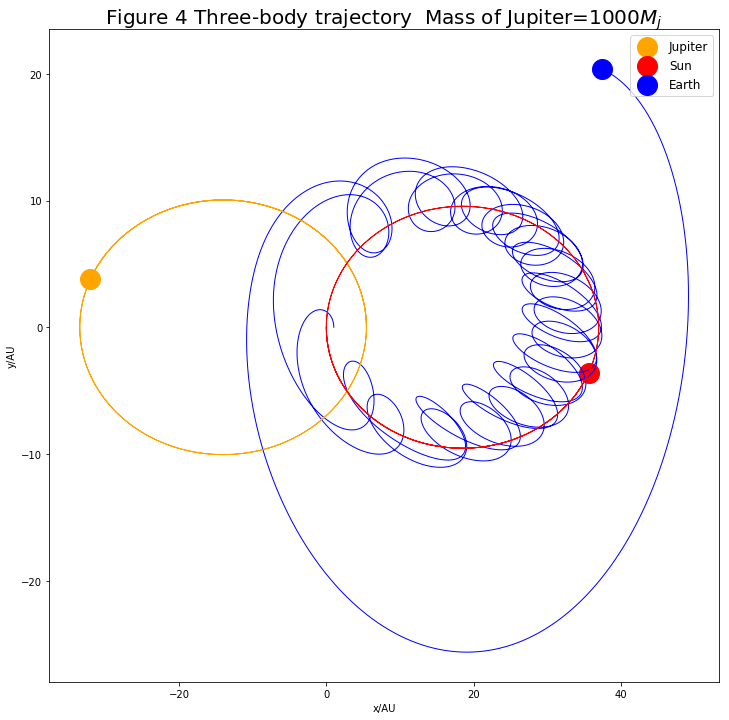 Figure 4 Three-body trajectory  Mass of Jupiter=1000$M_j$
Jupiter
Sun
Earth
20
10
0
−10
−20
y/AU
−20
0
20
40
x/AU